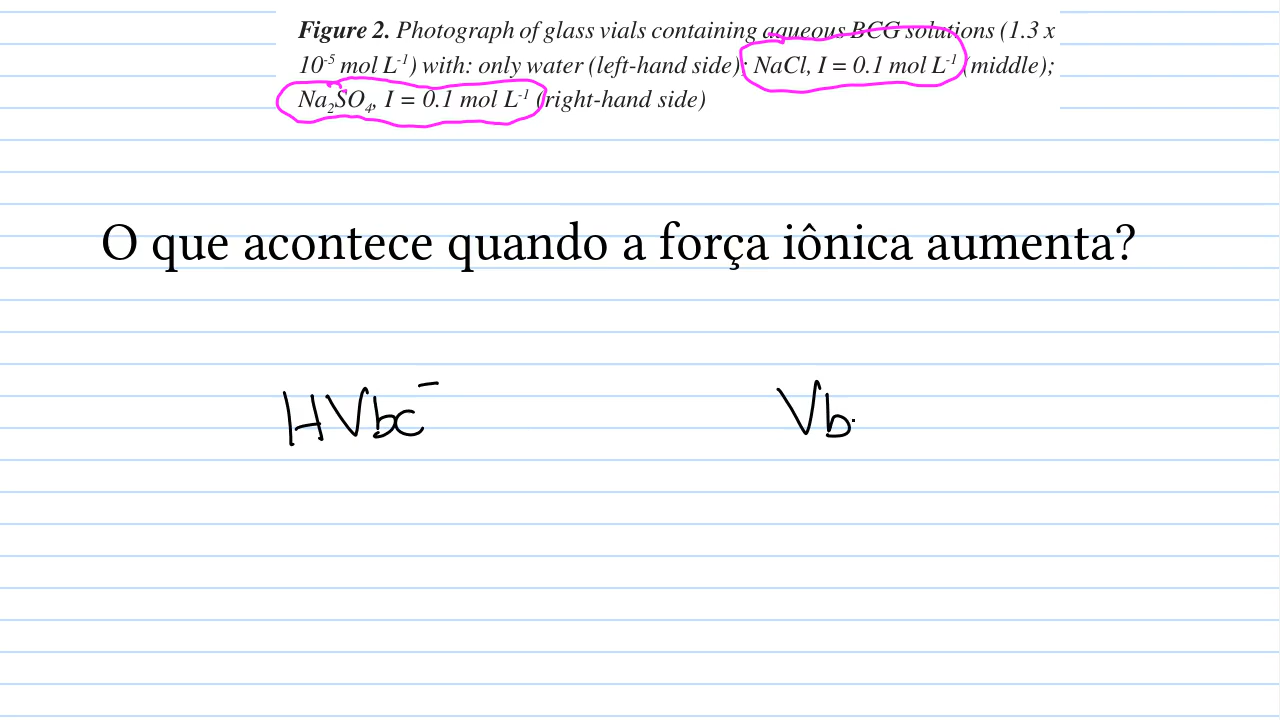 Figure 2. Photograph of glass vials containing aqueous BCG solutions (1.3 x
10⁻⁵ mol L⁻¹) with: only water (left-hand side); NaCl, I = 0.1 mol L⁻¹ (middle);
Na₂SO₄, I = 0.1 mol L⁻¹ (right-hand side)
O que acontece quando a força iônica aumenta?
HVbc⁻ Vb